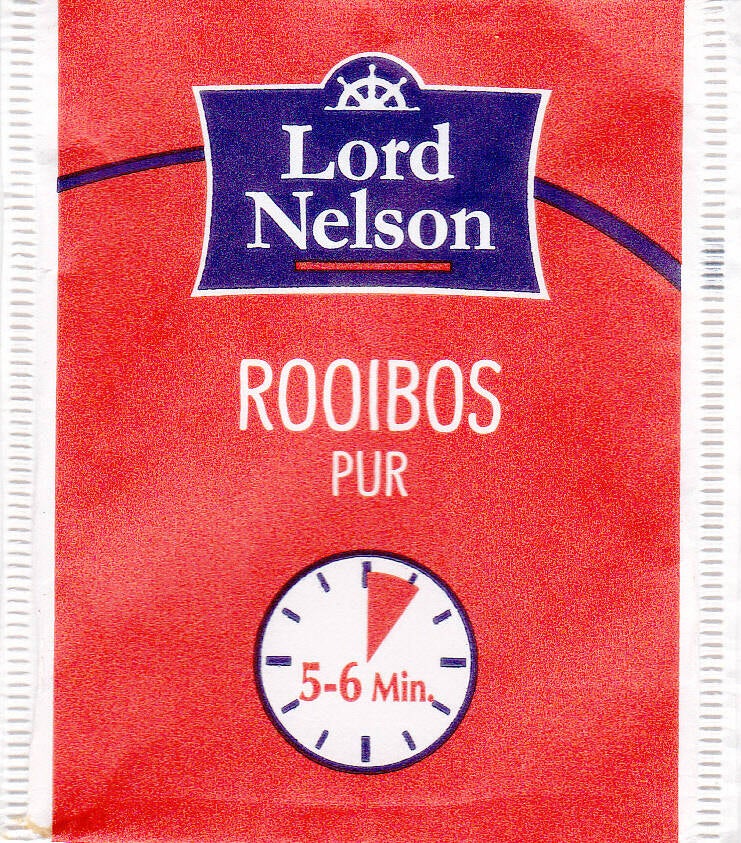 Lord
Nelson
ROOIBOS
PUR
5-6 Min.